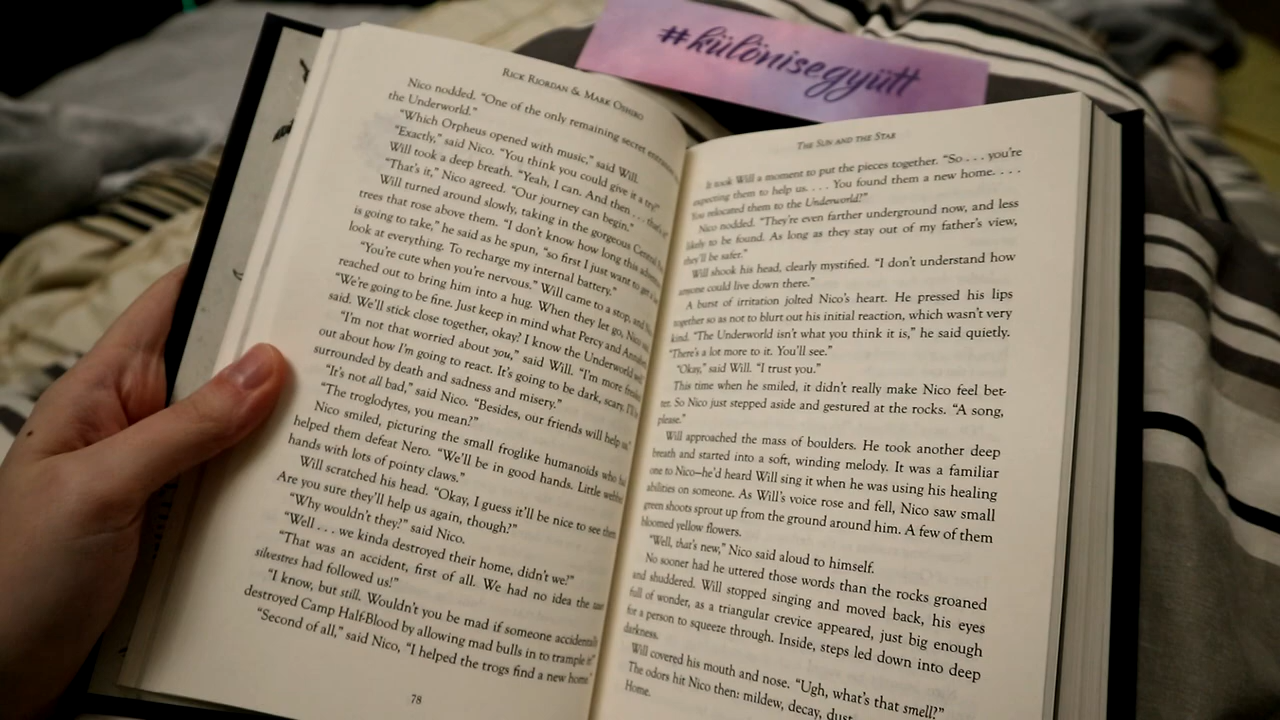 #különisegyütt
RICK RIORDAN & MARK OSHIRO
Nico nodded. “One of the only remaining secret
the Underworld.”
“Which Orpheus opened with music,” said Will.
“Exactly,” said Nico. “You think you could give it a try?”
Will took a deep breath. “Yeah, I can. And then . . .
“That’s it,” Nico agreed. “Our journey can begin.”
Will turned around slowly, taking in the gorgeous Central
trees that rose above them. “I don’t know how long this
is going to take,” he said as he spun, “so first I just want to get a
look at everything. To recharge my internal battery.”
“You’re cute when you’re nervous.” Will came to a stop, and
reached out to bring him into a hug. When they let go, Nico
said. We’ll stick close together, okay? I know the Underworld
“We’re going to be fine. Just keep in mind what Percy and
“I’m not that worried about you,” said Will. “I’m more
out about how I’m going to react. It’s going to be dark, scary.
surrounded by death and sadness and misery.”
“It’s not all bad,” said Nico. “Besides, our friends will help us.”
“The troglodytes, you mean?”
Nico smiled, picturing the small froglike humanoids who
helped them defeat Nero. “We’ll be in good hands. Little
hands with lots of pointy claws.”
Will scratched his head. “Okay, I guess it’ll be nice to see them
Are you sure they’ll help us again, though?”
“Why wouldn’t they?” said Nico.
“Well . . . we kinda destroyed their home, didn’t we?”
“That was an accident, first of all. We had no idea the
silvestres had followed us!”
“I know, but still. Wouldn’t you be mad if someone accidentally
destroyed Camp Half-Blood by allowing mad bulls in to trample it?”
“Second of all,” said Nico, “I helped the trogs find a new home.”
78
THE SUN AND THE STAR
It took Will a moment to put the pieces together. “So . . . you’re
expecting them to help us. . . . You found them a new home. . . .
You relocated them to the Underworld!”
Nico nodded. “They’re even farther underground now, and less
likely to be found. As long as they stay out of my father’s view,
they’ll be safer.”
Will shook his head, clearly mystified. “I don’t understand how
anyone could live down there.”
A burst of irritation jolted Nico’s heart. He pressed his lips
together so as not to blurt out his initial reaction, which wasn’t very
kind. “The Underworld isn’t what you think it is,” he said quietly.
“There’s a lot more to it. You’ll see.”
“Okay,” said Will. “I trust you.”
This time when he smiled, it didn’t really make Nico feel bet-
ter. So Nico just stepped aside and gestured at the rocks. “A song,
please.”
Will approached the mass of boulders. He took another deep
breath and started into a soft, winding melody. It was a familiar
one to Nico—he’d heard Will sing it when he was using his healing
abilities on someone. As Will’s voice rose and fell, Nico saw small
green shoots sprout up from the ground around him. A few of them
bloomed yellow flowers.
“Well, that’s new,” Nico said aloud to himself.
No sooner had he uttered those words than the rocks groaned
and shuddered. Will stopped singing and moved back, his eyes
full of wonder, as a triangular crevice appeared, just big enough
for a person to squeeze through. Inside, steps led down into deep
darkness.
Will covered his mouth and nose. “Ugh, what’s that smell?”
The odors hit Nico then: mildew, decay, dust
Home.